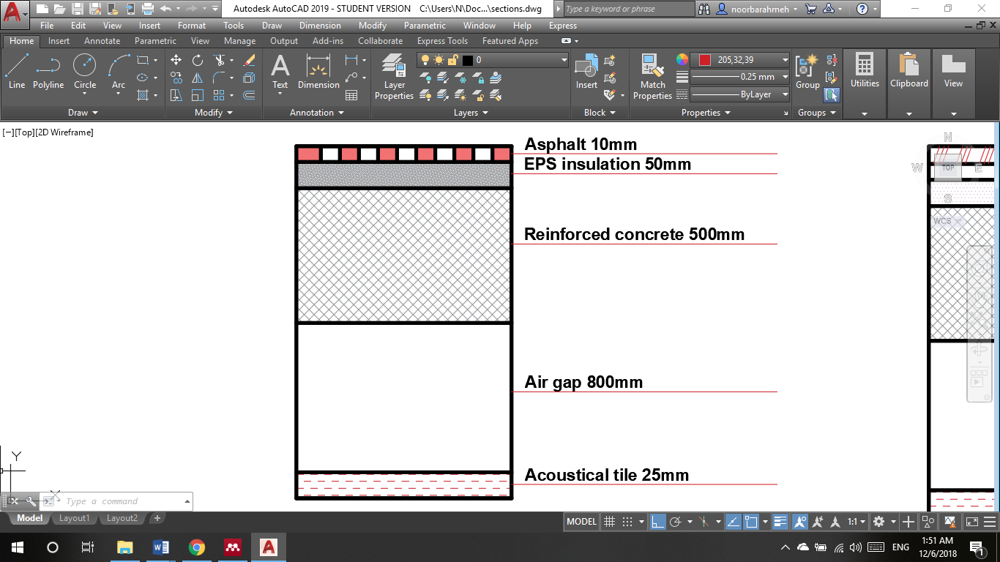 Autodesk AutoCAD 2019 - STUDENT VERSION C:\Users\N\Doc...\sections.dwg
Type a keyword or phrase
noorbarahmeh
File Edit View Insert Format Tools Draw Dimension Modify Parametric Window Help Express
Home Insert Annotate Parametric View Manage Output Add-ins Collaborate Express Tools Featured Apps
Line Polyline Circle Arc
Text Dimension
Layer Properties
0
Insert
Match Properties
205,32,39
0.25 mm
ByLayer
Group
Utilities Clipboard View
Draw Modify Annotation Layers Block Properties Groups
[−][Top][2D Wireframe]
Asphalt 10mm
EPS insulation 50mm
Reinforced concrete 500mm
Air gap 800mm
Acoustical tile 25mm
N
W TOP E
S
WCS
Y
X
Type a command
Model Layout1 Layout2 +
MODEL 1:1
ENG
1:51 AM
12/6/2018
1